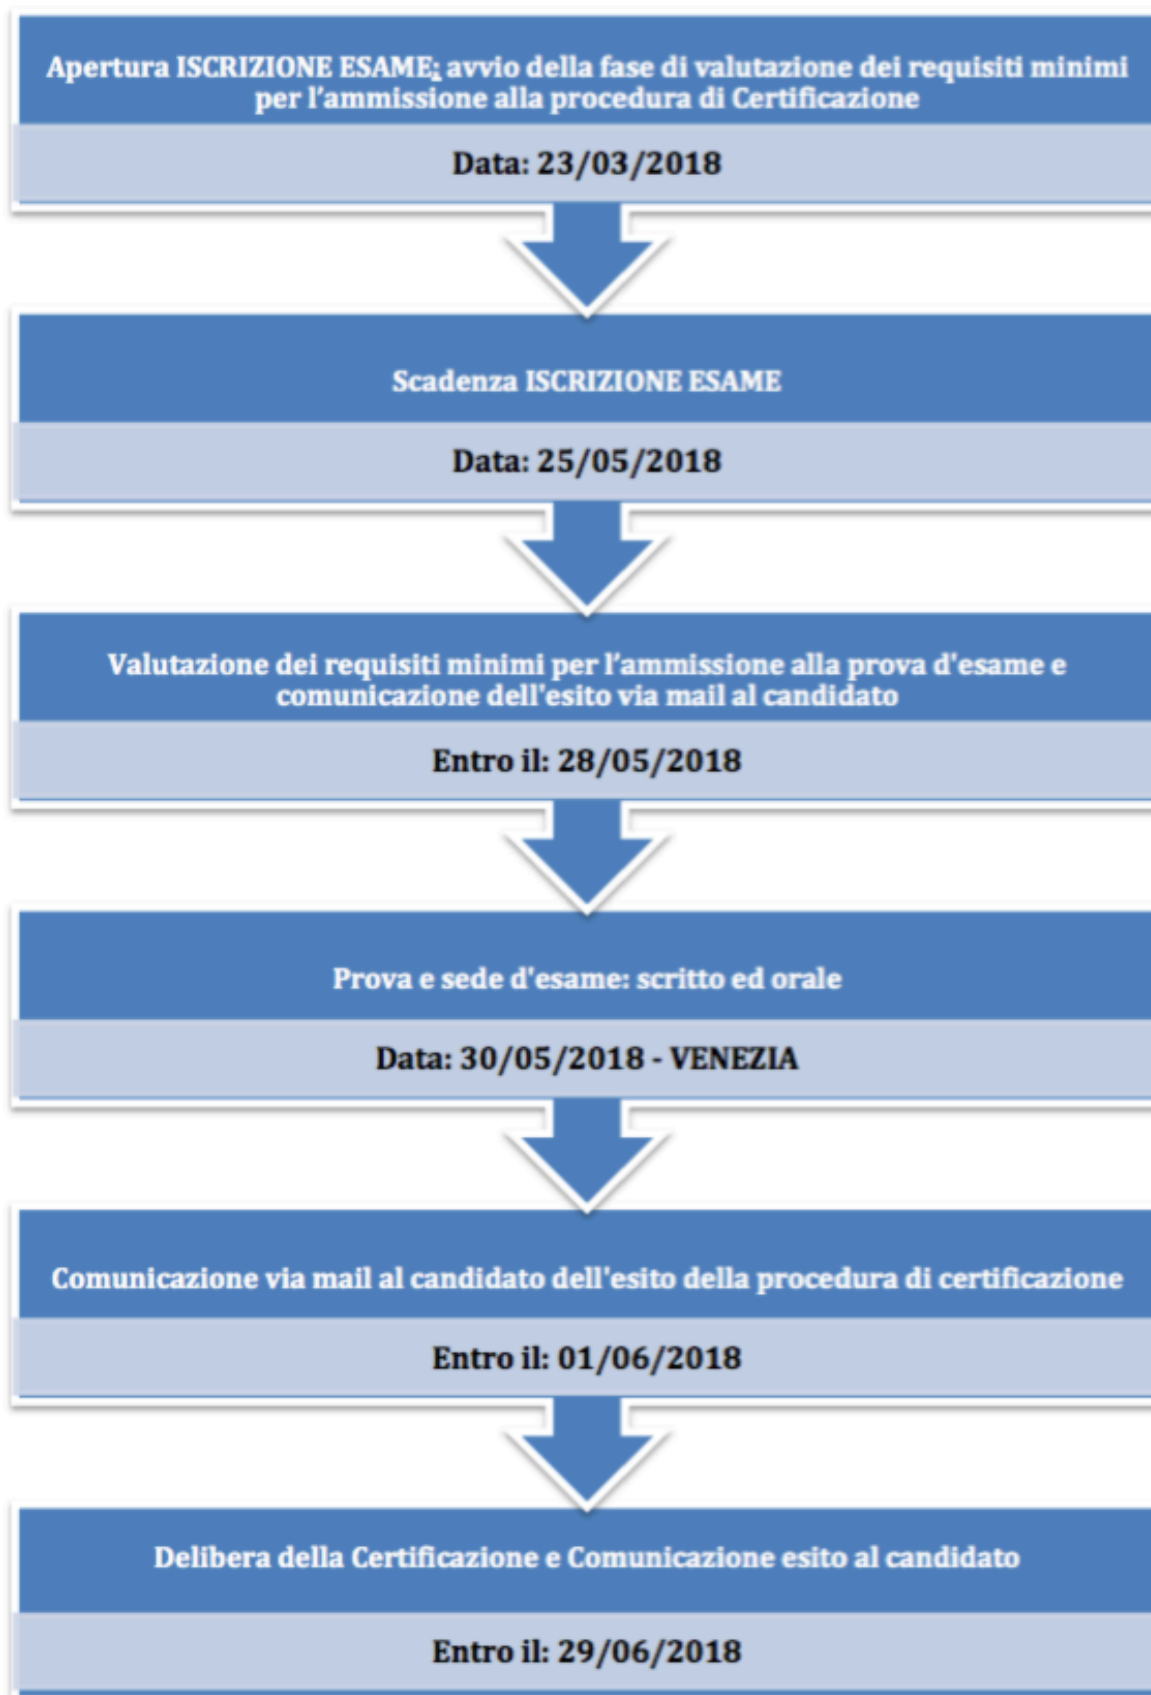 Apertura ISCRIZIONE ESAME; avvio della fase di valutazione dei requisiti minimi
per l'ammissione alla procedura di Certificazione
Data: 23/03/2018
Scadenza ISCRIZIONE ESAME
Data: 25/05/2018
Valutazione dei requisiti minimi per l'ammissione alla prova d'esame e
comunicazione dell'esito via mail al candidato
Entro il: 28/05/2018
Prova e sede d'esame: scritto ed orale
Data: 30/05/2018 - VENEZIA
Comunicazione via mail al candidato dell'esito della procedura di certificazione
Entro il: 01/06/2018
Delibera della Certificazione e Comunicazione esito al candidato
Entro il: 29/06/2018